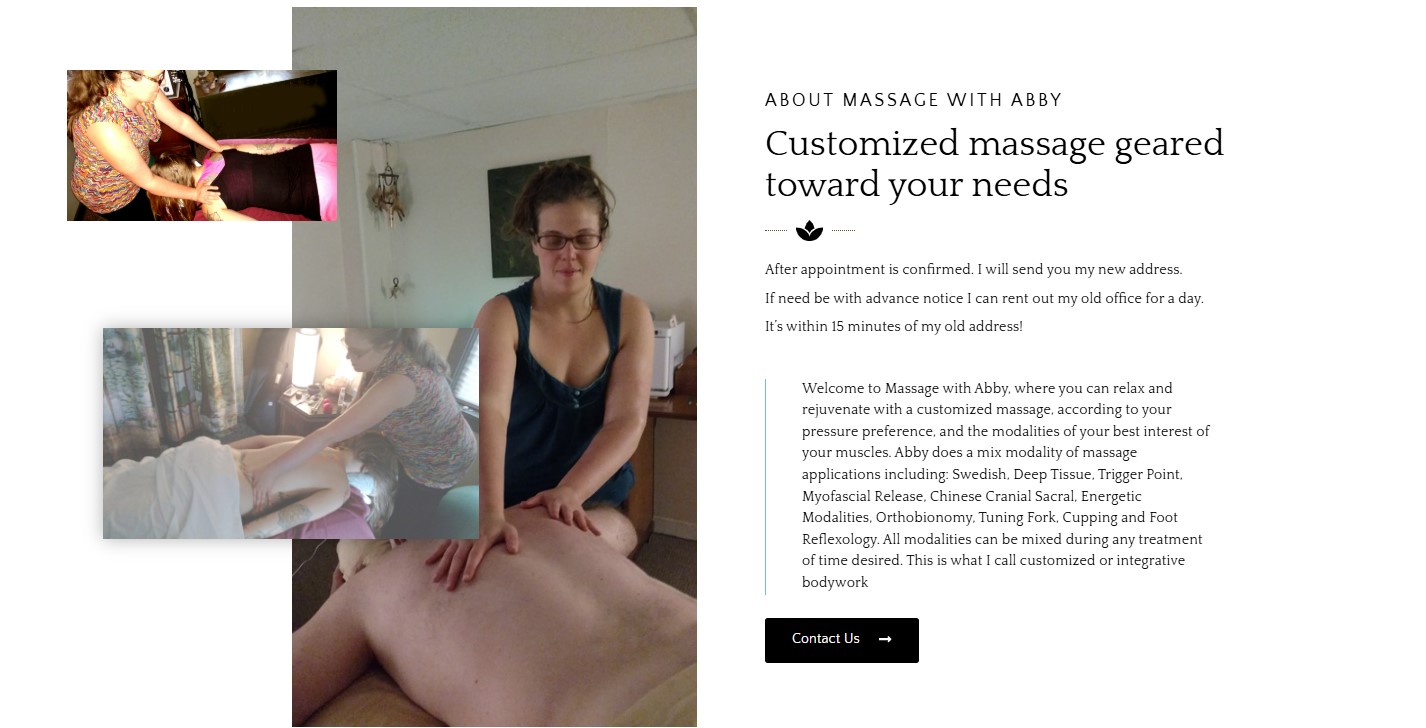 ABOUT MASSAGE WITH ABBY
Customized massage geared
toward your needs
After appointment is confirmed. I will send you my new address.
If need be with advance notice I can rent out my old office for a day.
It's within 15 minutes of my old address!
Welcome to Massage with Abby, where you can relax and
rejuvenate with a customized massage, according to your
pressure preference, and the modalities of your best interest of
your muscles. Abby does a mix modality of massage
applications including: Swedish, Deep Tissue, Trigger Point,
Myofascial Release, Chinese Cranial Sacral, Energetic
Modalities, Orthobionomy, Tuning Fork, Cupping and Foot
Reflexology. All modalities can be mixed during any treatment
of time desired. This is what I call customized or integrative
bodywork
Contact Us